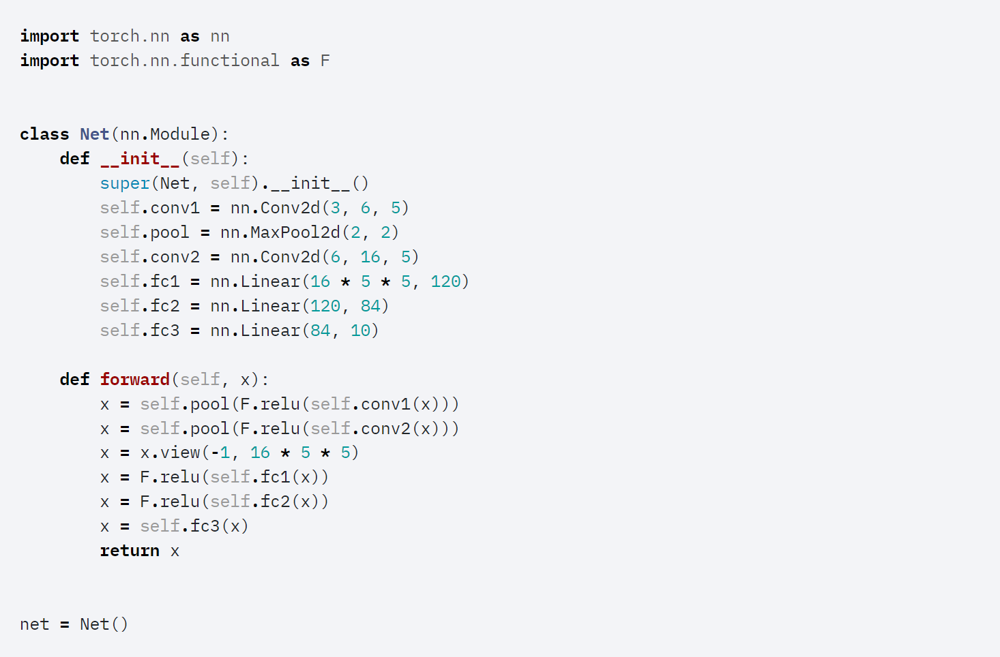 import torch.nn as nn
import torch.nn.functional as F
class Net(nn.Module):
    def __init__(self):
        super(Net, self).__init__()
        self.conv1 = nn.Conv2d(3, 6, 5)
        self.pool = nn.MaxPool2d(2, 2)
        self.conv2 = nn.Conv2d(6, 16, 5)
        self.fc1 = nn.Linear(16 * 5 * 5, 120)
        self.fc2 = nn.Linear(120, 84)
        self.fc3 = nn.Linear(84, 10)
    def forward(self, x):
        x = self.pool(F.relu(self.conv1(x)))
        x = self.pool(F.relu(self.conv2(x)))
        x = x.view(-1, 16 * 5 * 5)
        x = F.relu(self.fc1(x))
        x = F.relu(self.fc2(x))
        x = self.fc3(x)
        return x
net = Net()